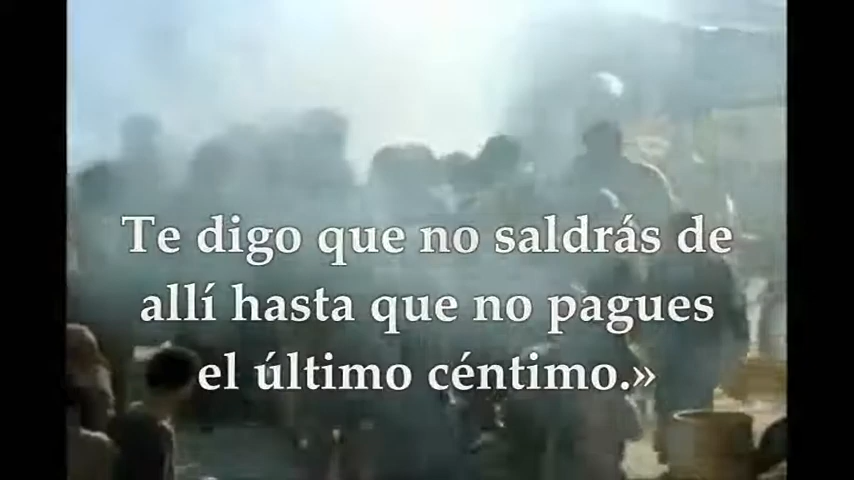 Te digo que no saldrás de
allí hasta que no pagues
el último céntimo.»